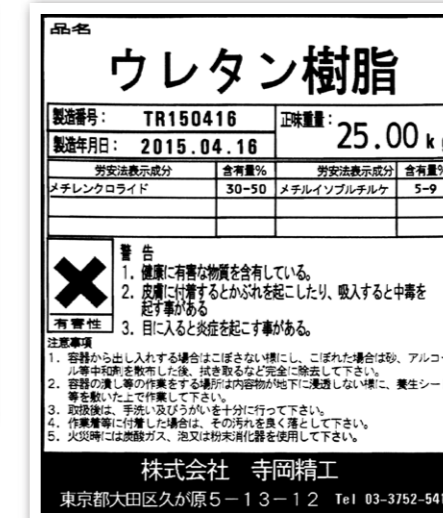 品名
ウレタン樹脂
製造番号: TR150416 正味重量: 25.00 k
製造年月日: 2015.04.16
労安法表示成分 含有量% 労安法表示成分 含有量%
メチレンクロライド 30-50 メチルイソブルチルケ 5-9
警 告
1. 健康に有害な物質を含有している。
2. 皮膚に付着するとかぶれを起こしたり、吸入すると中毒を
起す事がある
3. 目に入ると炎症を起こす事がある。
有害性
注意事項
1. 容器から出し入れする場合はこぼさない様にし、こぼれた場合は砂、アルコー
ル等中和剤を散布した後、拭き取るなど完全に除去して下さい。
2. 容器の潰し等の作業をする場所は内容物が地下に浸透しない様に、養生シー
等を敷いた上で作業して下さい。
3. 取扱後は、手洗い及びうがいを十分に行って下さい。
4. 作業着等に付着した場合は、その汚れを良く落として下さい。
5. 火災時には炭酸ガス、泡又は粉末消化器を使用して下さい。
株式会社 寺岡精工
東京都大田区久が原5-13-12 Tel 03-3752-541